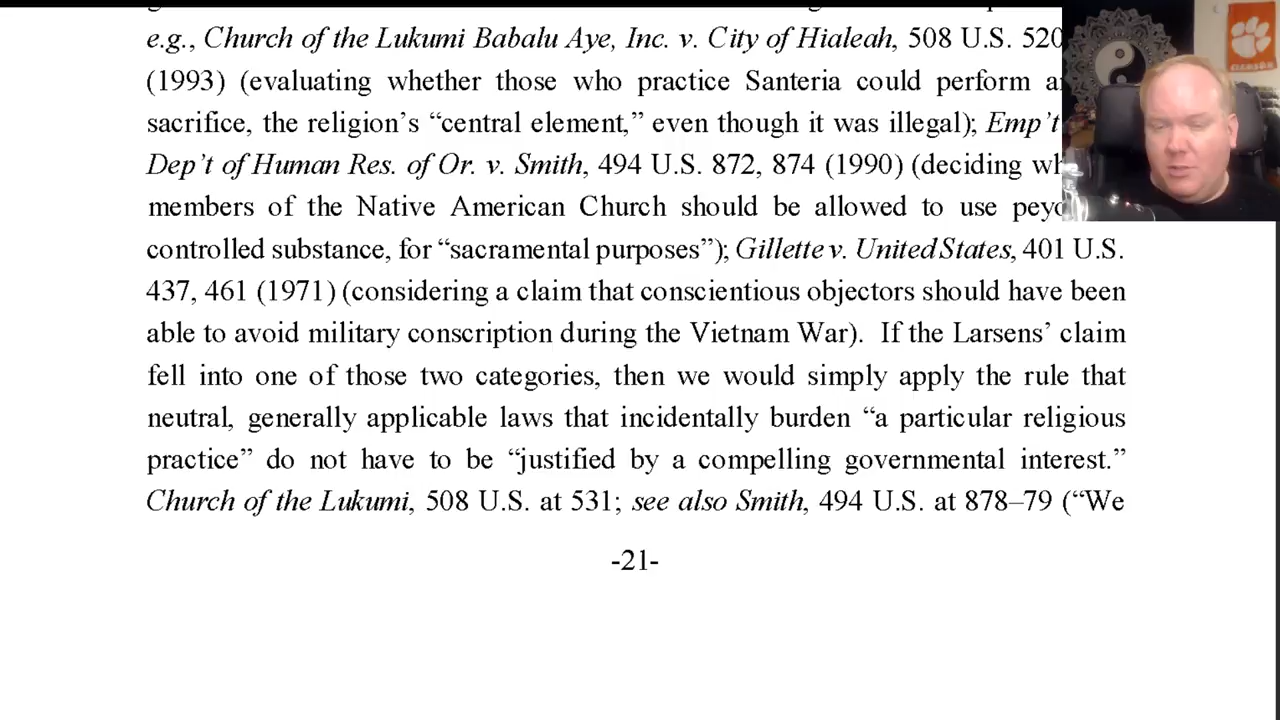 e.g., Church of the Lukumi Babalu Aye, Inc. v. City of Hialeah, 508 U.S. 520
(1993) (evaluating whether those who practice Santeria could perform
sacrifice, the religion’s “central element,” even though it was illegal); Emp’t
Dep’t of Human Res. of Or. v. Smith, 494 U.S. 872, 874 (1990) (deciding
members of the Native American Church should be allowed to use
controlled substance, for “sacramental purposes”); Gillette v. United States, 401 U.S.
437, 461 (1971) (considering a claim that conscientious objectors should have been
able to avoid military conscription during the Vietnam War). If the Larsens’ claim
fell into one of those two categories, then we would simply apply the rule that
neutral, generally applicable laws that incidentally burden “a particular religious
practice” do not have to be “justified by a compelling governmental interest.”
Church of the Lukumi, 508 U.S. at 531; see also Smith, 494 U.S. at 878–79 (“We
-21-
CLEMSON